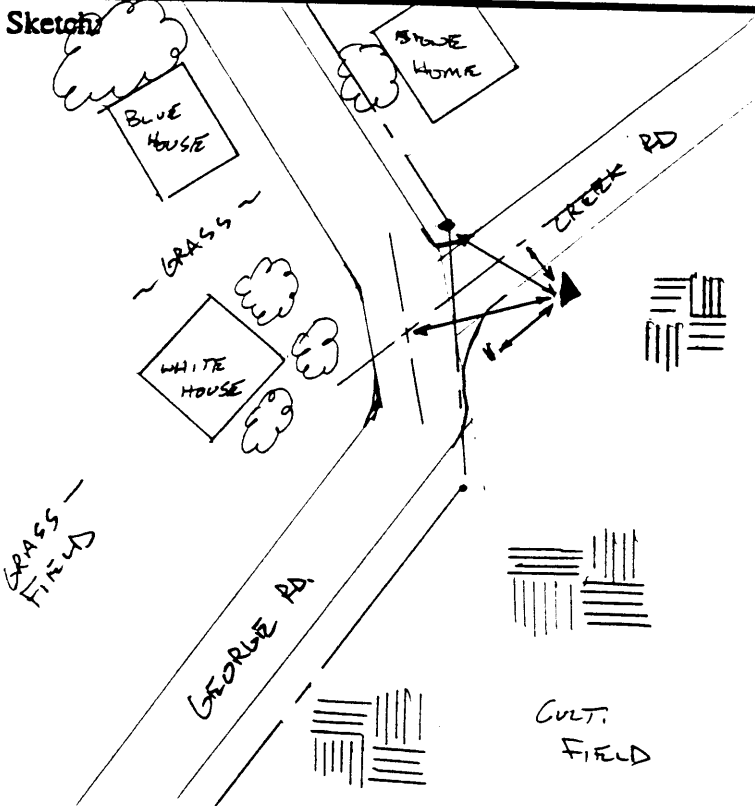 Sketch:
STONE
HOME
BLUE
HOUSE
CREEK RD
~ GRASS ~
WHITE
HOUSE
GRASS —
FIELD
GEORGE RD.
CULT.
FIELD